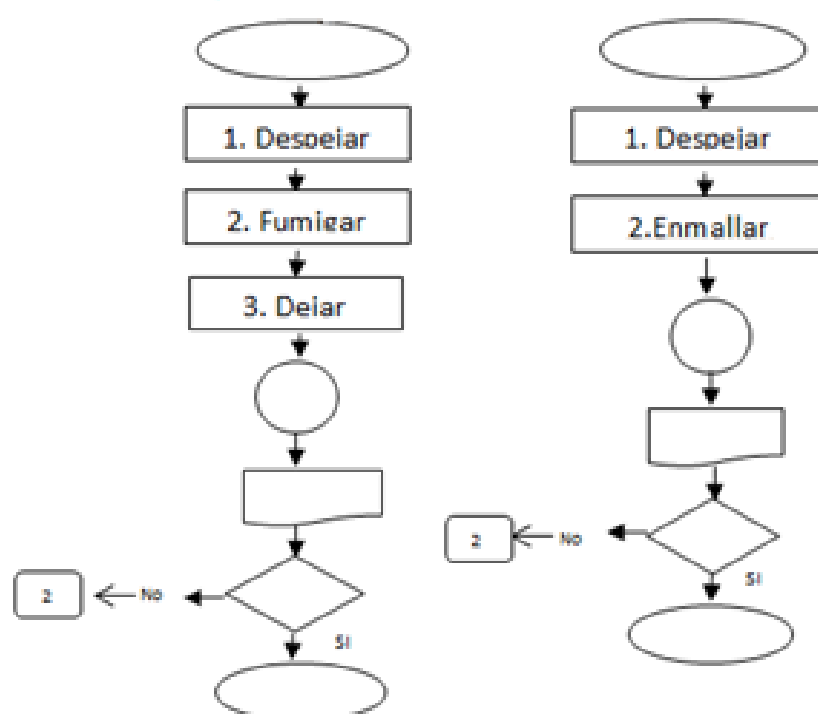 1. Despejar
2. Fumigar
3. Dejar
No
2
SI
1. Despejar
2.Enmallar
No
2
SI